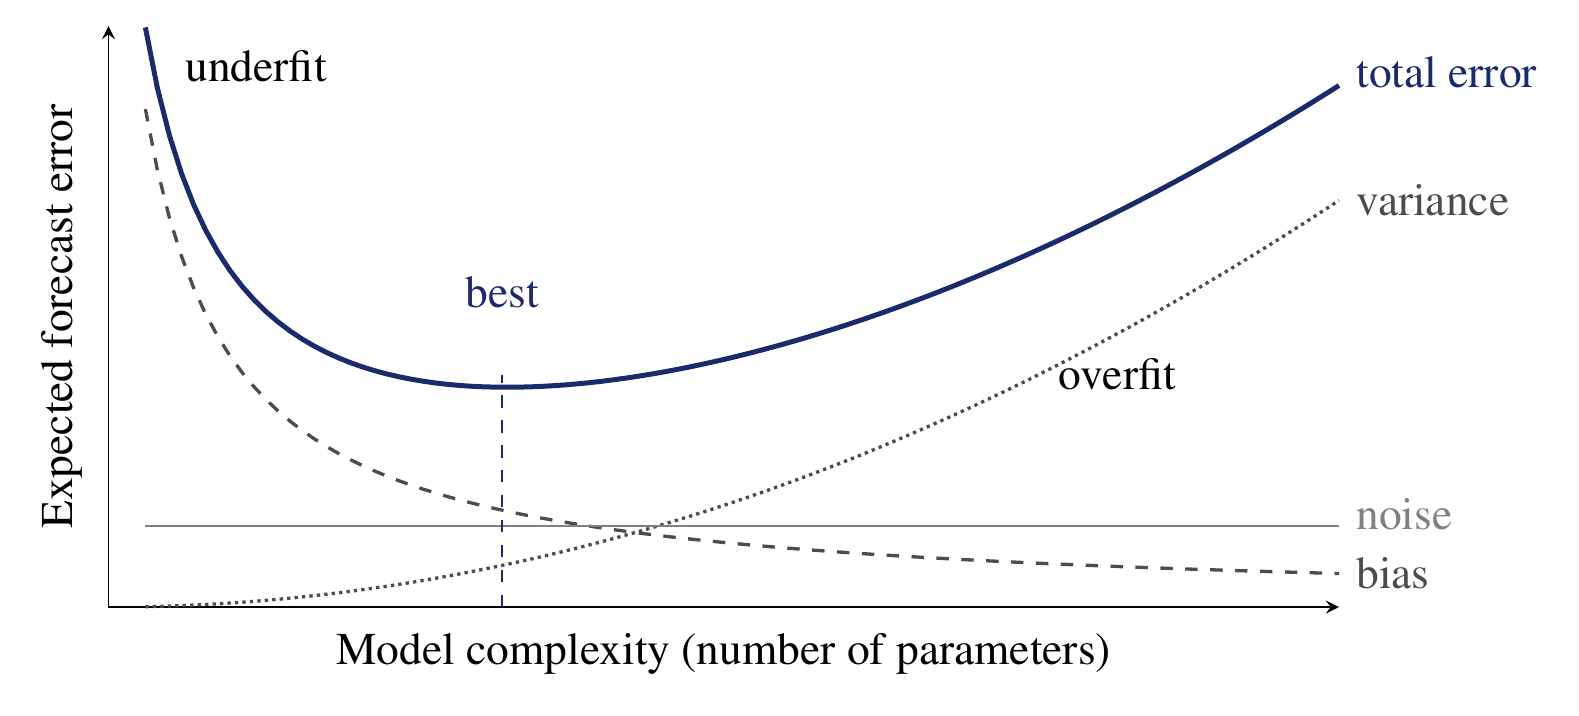 underfit
total error
variance
best
overfit
noise
bias
Expected forecast error
Model complexity (number of parameters)